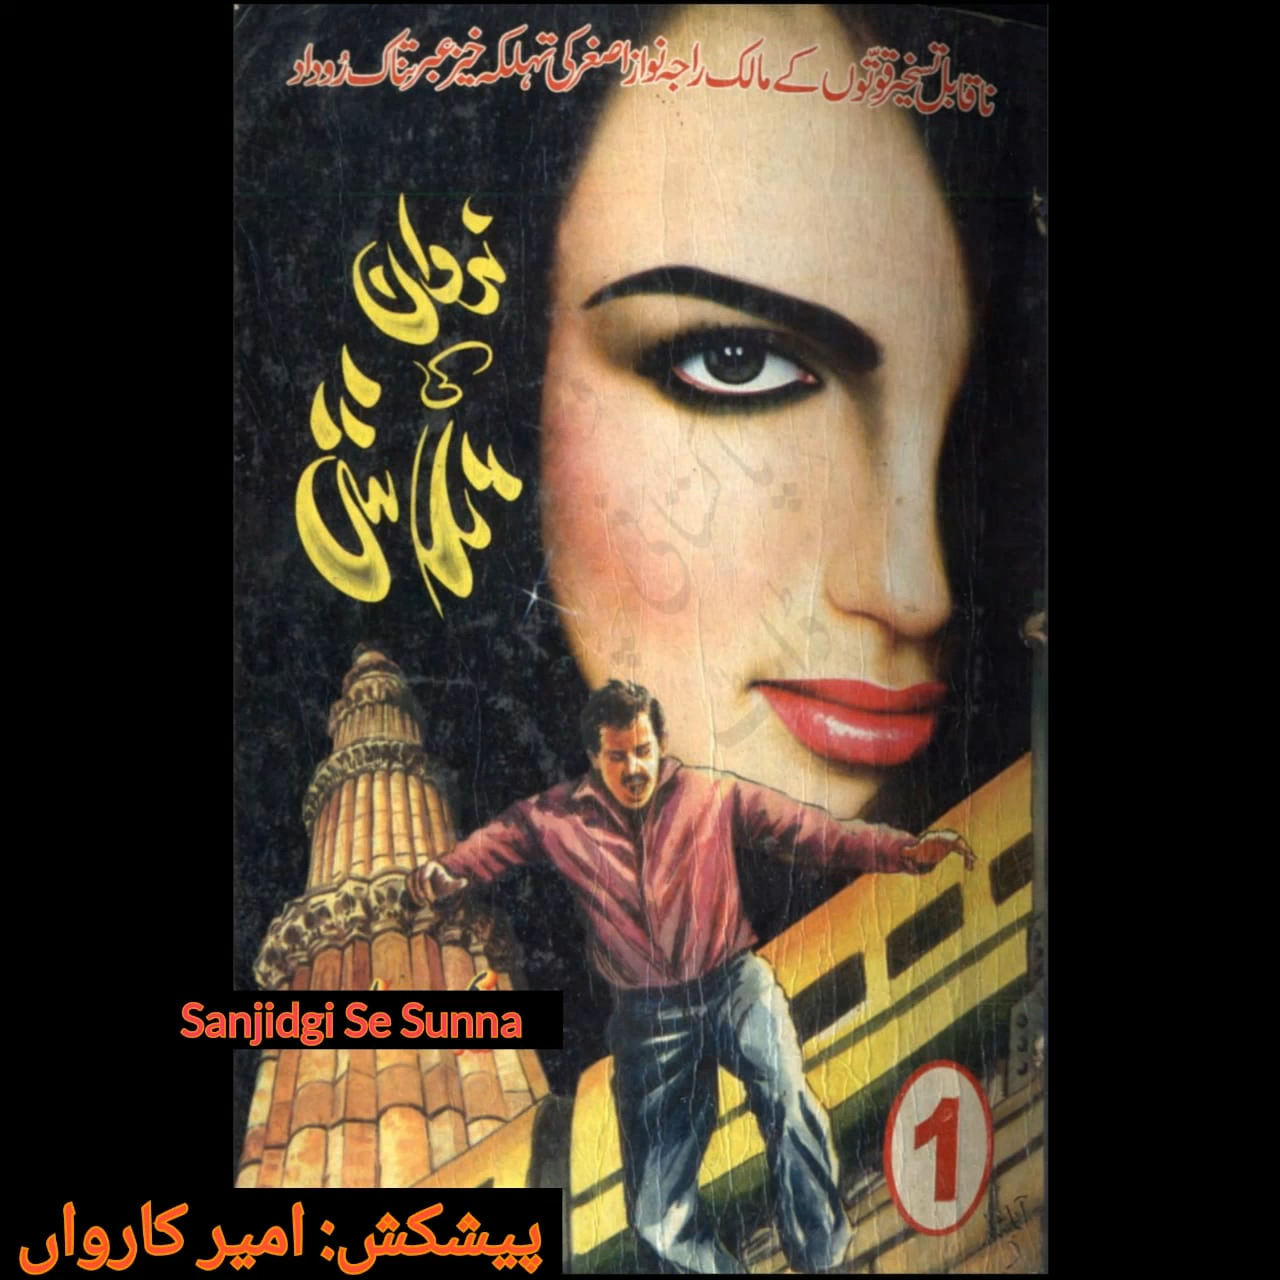 ناقابل تسخیر قوتوں کے مالک راجہ نواز اصغر کی تہلکہ خیز عبرتناک روداد
نروان
کی
تلاش
Sanjidgi Se Sunna
1
پیشکش: امیر کارواں